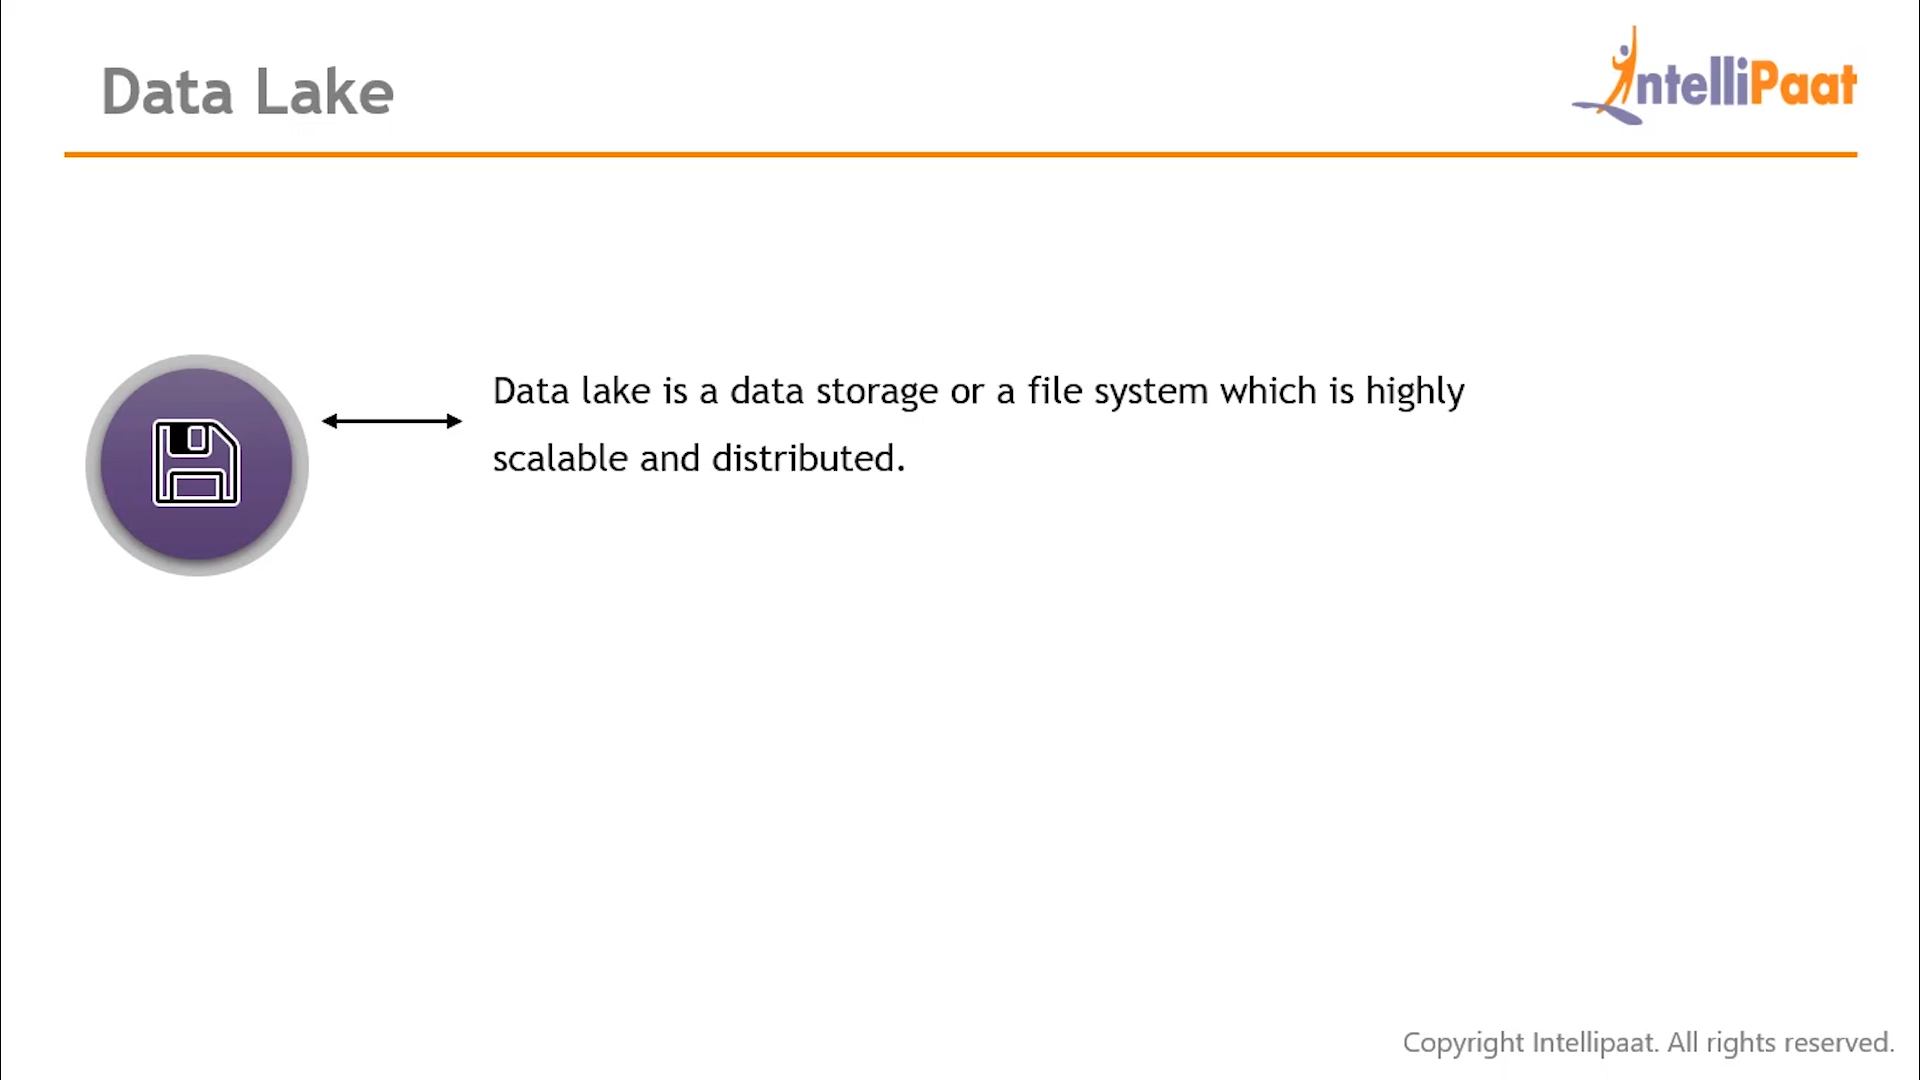 Data Lake
IntelliPaat
Data lake is a data storage or a file system which is highly
scalable and distributed.
Copyright Intellipaat. All rights reserved.